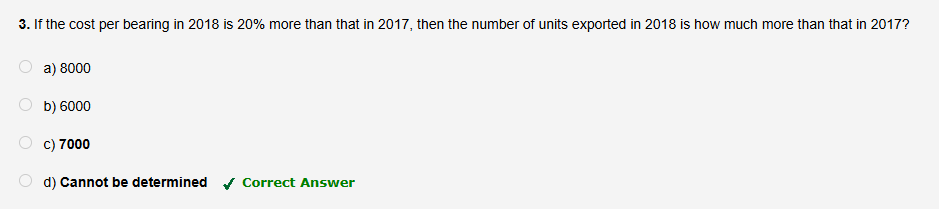 3. If the cost per bearing in 2018 is 20% more than that in 2017, then the number of units exported in 2018 is how much more than that in 2017?
a) 8000
b) 6000
c) 7000
d) Cannot be determined ✓ Correct Answer